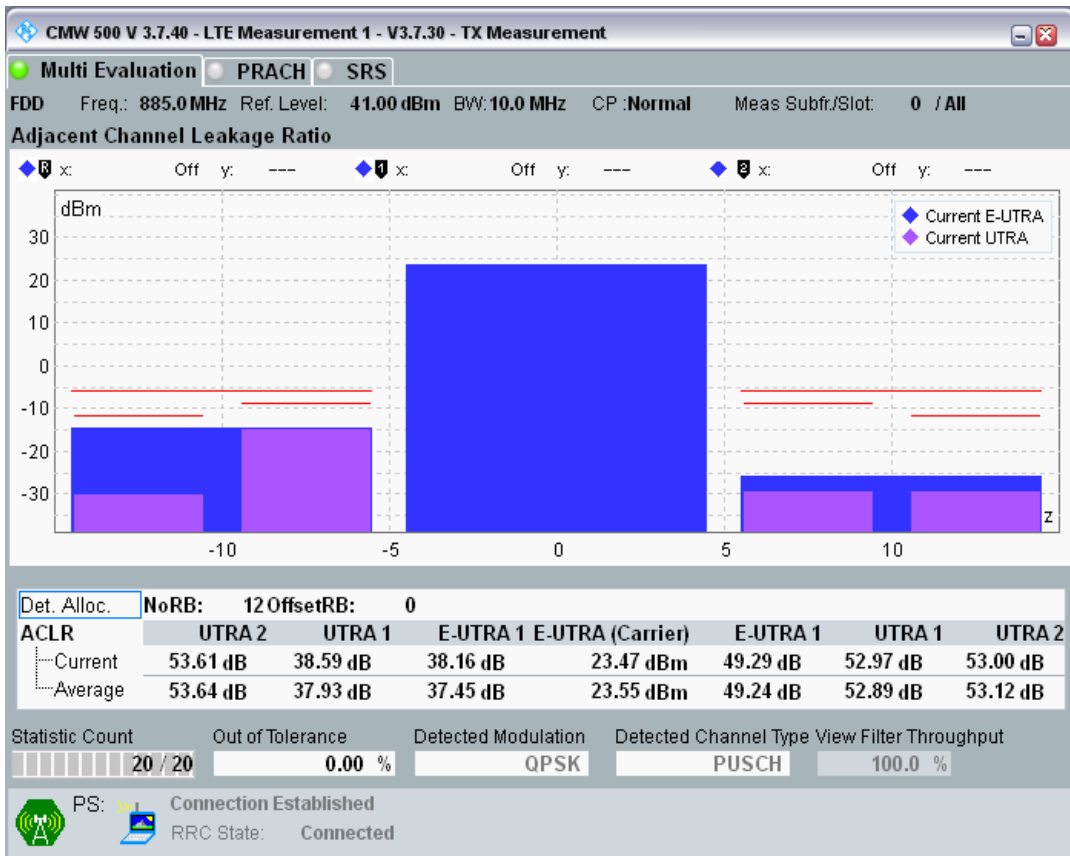 CMW 500 V 3.7.40 - LTE Measurement 1 - V3.7.30 - TX Measurement
Multi Evaluation PRACH SRS
FDD Freq.: 885.0 MHz Ref. Level: 41.00 dBm BW: 10.0 MHz CP :Normal Meas Subfr./Slot: 0 / All
Adjacent Channel Leakage Ratio
R x: Off y: --- 1 x: Off y: --- 2 x: Off y: ---
dBm
Current E-UTRA
Current UTRA
30
20
10
0
-10
-20
-30
z
-10 -5 0 5 10
Det. Alloc. NoRB: 12 OffsetRB: 0
ACLR UTRA 2 UTRA 1 E-UTRA 1 E-UTRA (Carrier) E-UTRA 1 UTRA 1 UTRA 2
Current 53.61 dB 38.59 dB 38.16 dB 23.47 dBm 49.29 dB 52.97 dB 53.00 dB
Average 53.64 dB 37.93 dB 37.45 dB 23.55 dBm 49.24 dB 52.89 dB 53.12 dB
Statistic Count Out of Tolerance Detected Modulation Detected Channel Type View Filter Throughput
20 / 20 0.00 % QPSK PUSCH 100.0 %
PS: Connection Established
RRC State: Connected